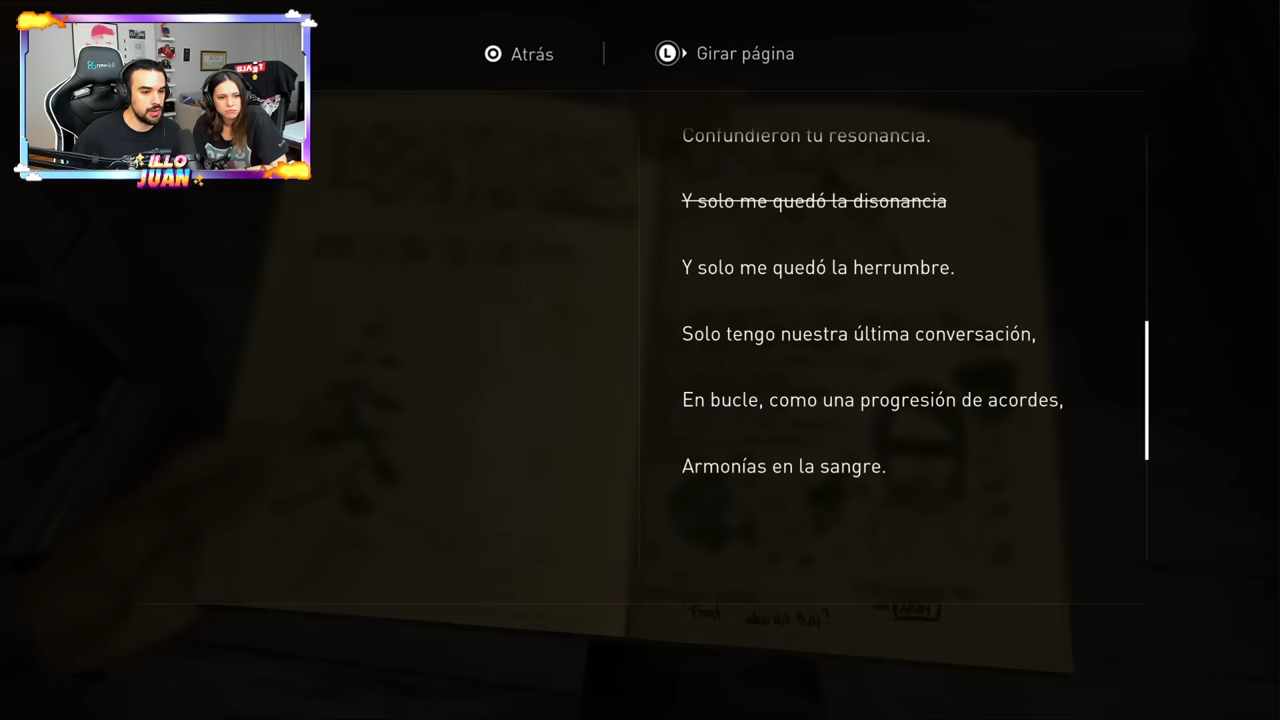 Atrás
Girar página
ILLO
JUAN
Confundieron tu resonancia.
Y solo me quedó la disonancia
Y solo me quedó la herrumbre.
Solo tengo nuestra última conversación,
En bucle, como una progresión de acordes,
Armonías en la sangre.